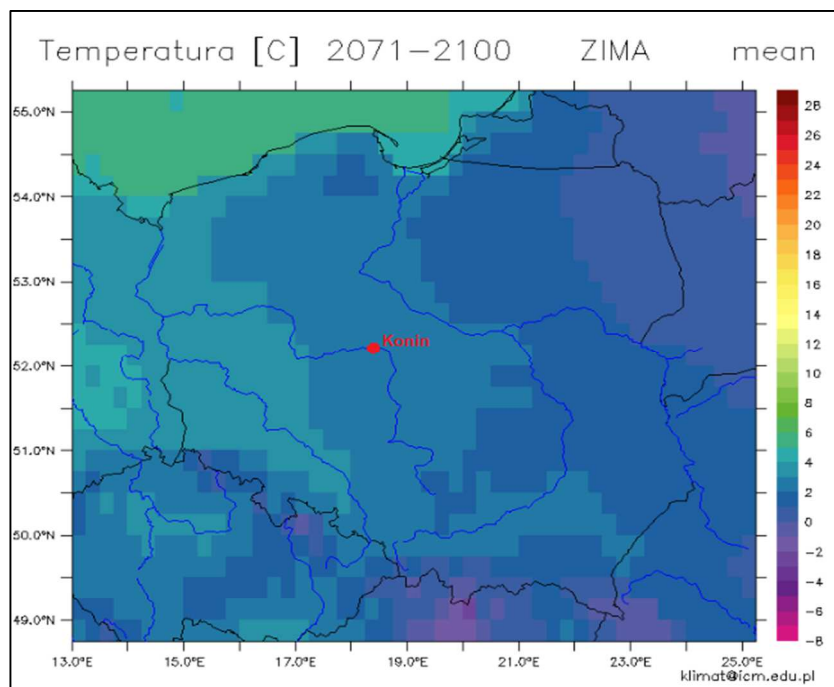 Temperatura [C] 2071-2100 ZIMA mean
55.0°N
54.0°N
53.0°N
52.0°N
51.0°N
50.0°N
49.0°N
Konin
13.0°E 15.0°E 17.0°E 19.0°E 21.0°E 23.0°E 25.0°E
28
26
24
22
20
18
16
14
12
10
8
6
4
2
0
-2
-4
-6
-8
klimat@icm.edu.pl